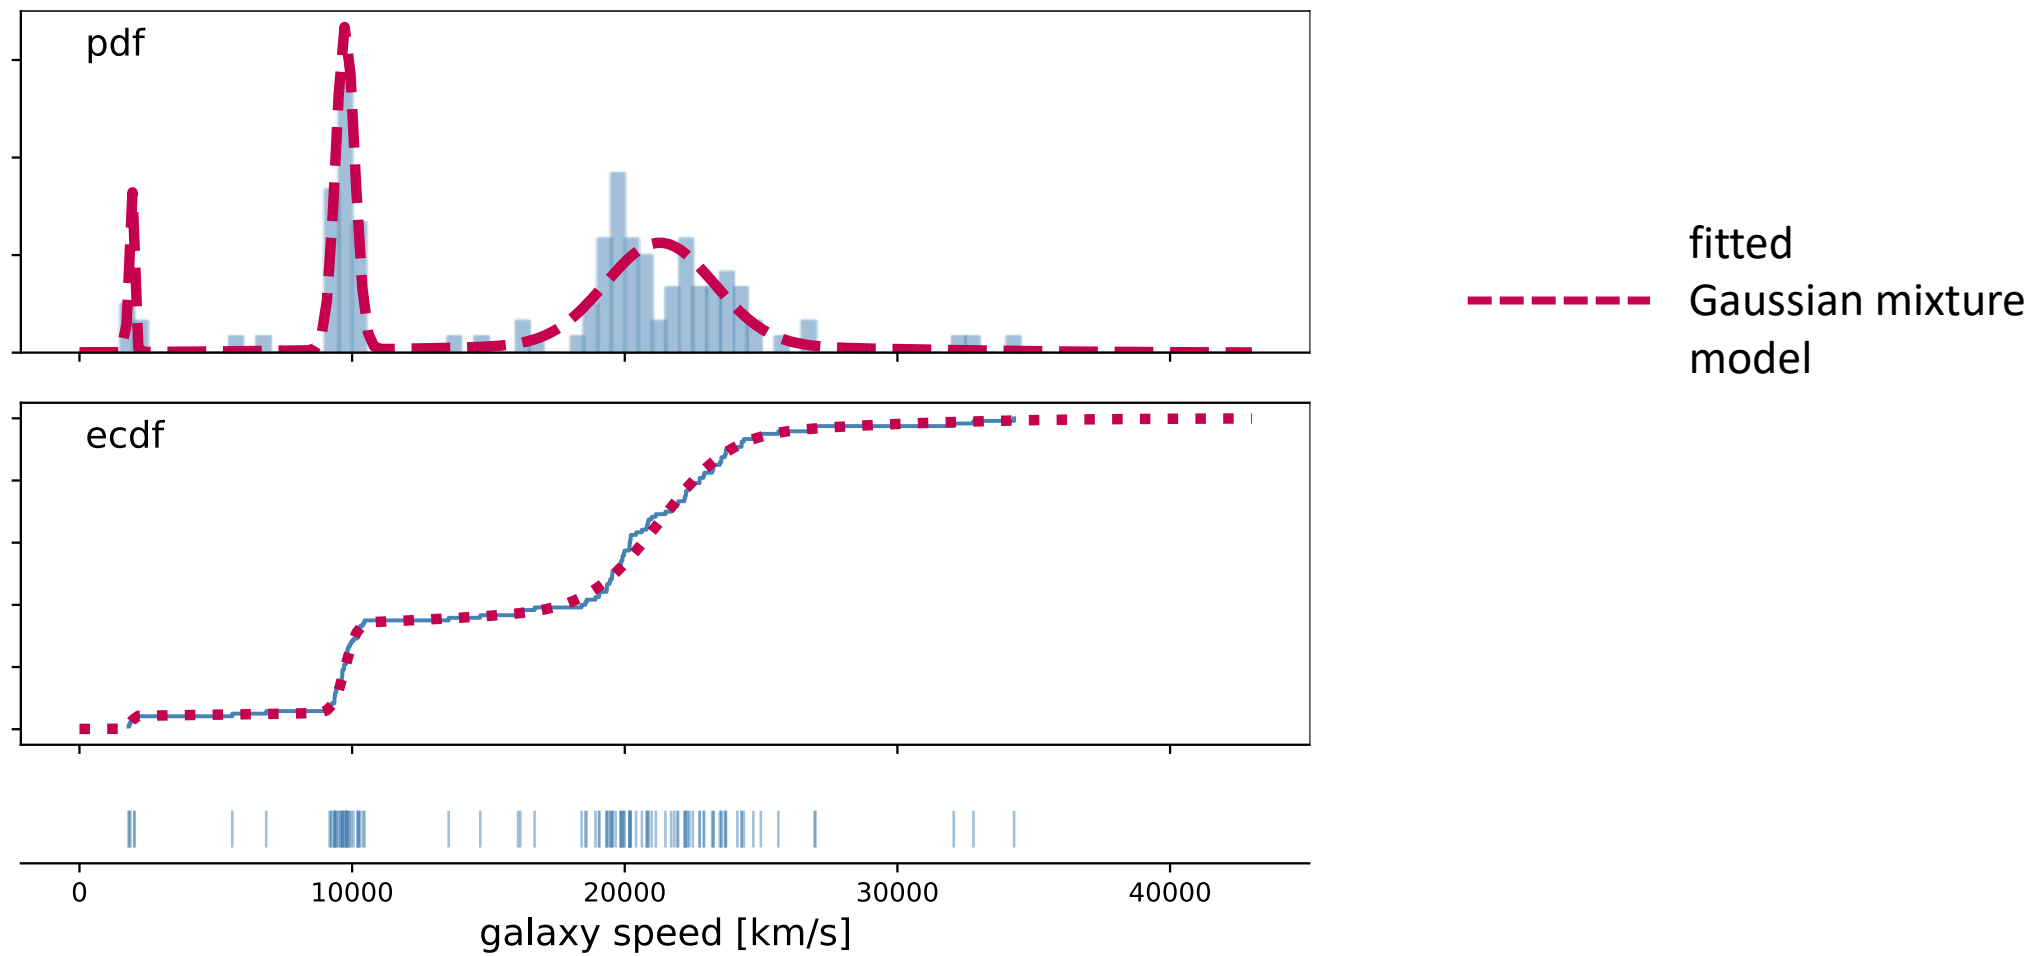 pdf
fitted
Gaussian mixture
model
ecdf
0 10000 20000 30000 40000
galaxy speed [km/s]